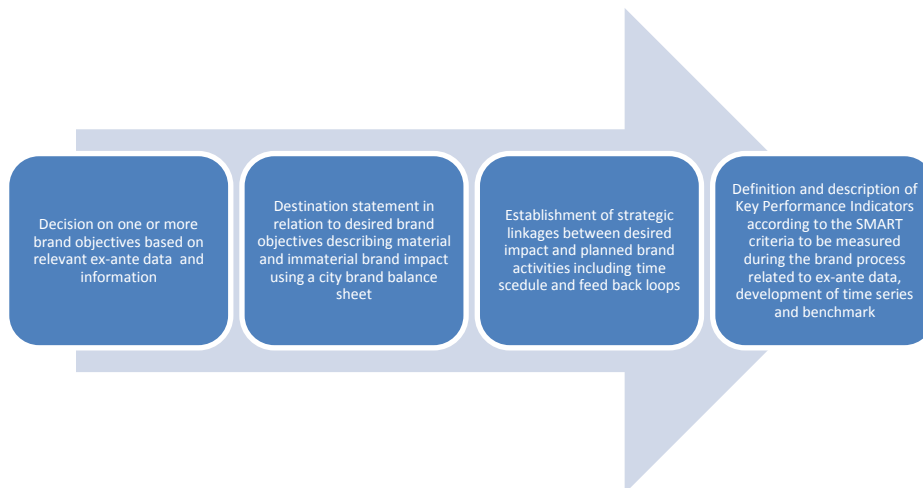 Decision on one or more
brand objectives based on
relevant ex-ante data and
information
Destination statement in
relation to desired brand
objectives describing material
and immaterial brand impact
using a city brand balance
sheet
Establishment of strategic
linkages between desired
impact and planned brand
activities including time
scedule and feed back loops
Definition and description of
Key Performance Indicators
according to the SMART
criteria to be measured
during the brand process
related to ex-ante data,
development of time series
and benchmark